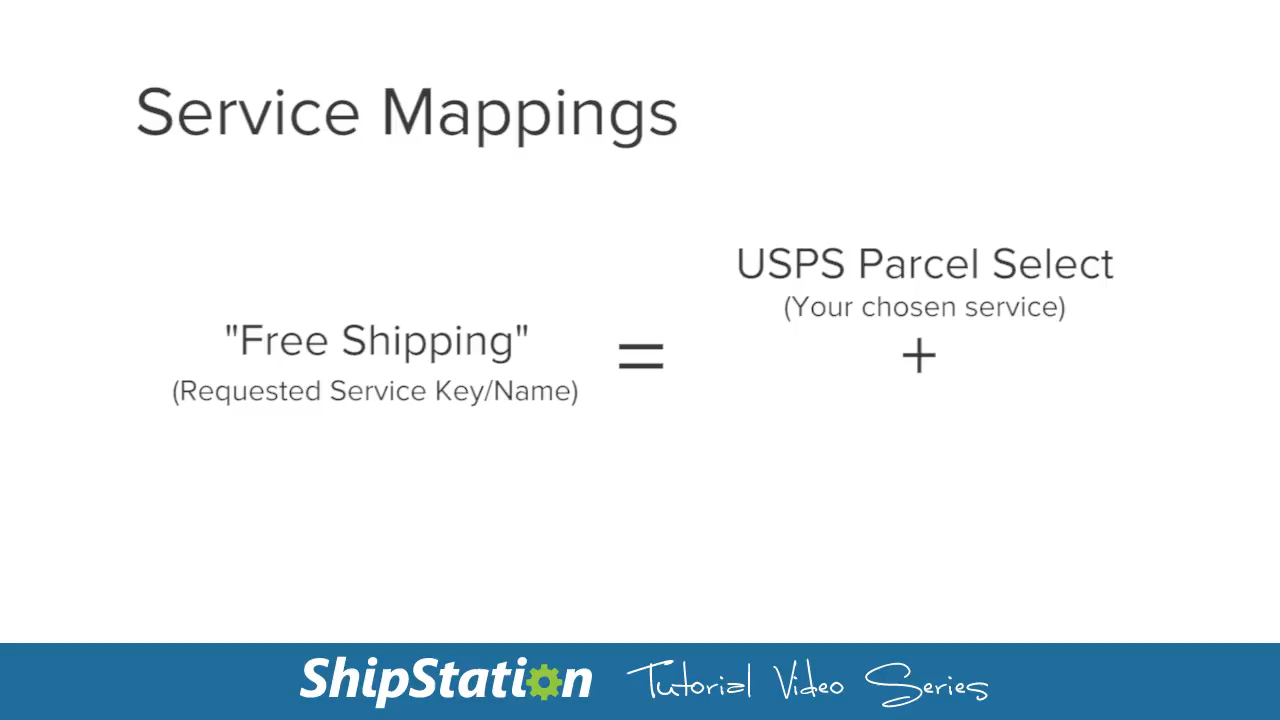 Service Mappings
USPS Parcel Select
(Your chosen service)
"Free Shipping"
=
+
(Requested Service Key/Name)
ShipStation Tutorial Video Series